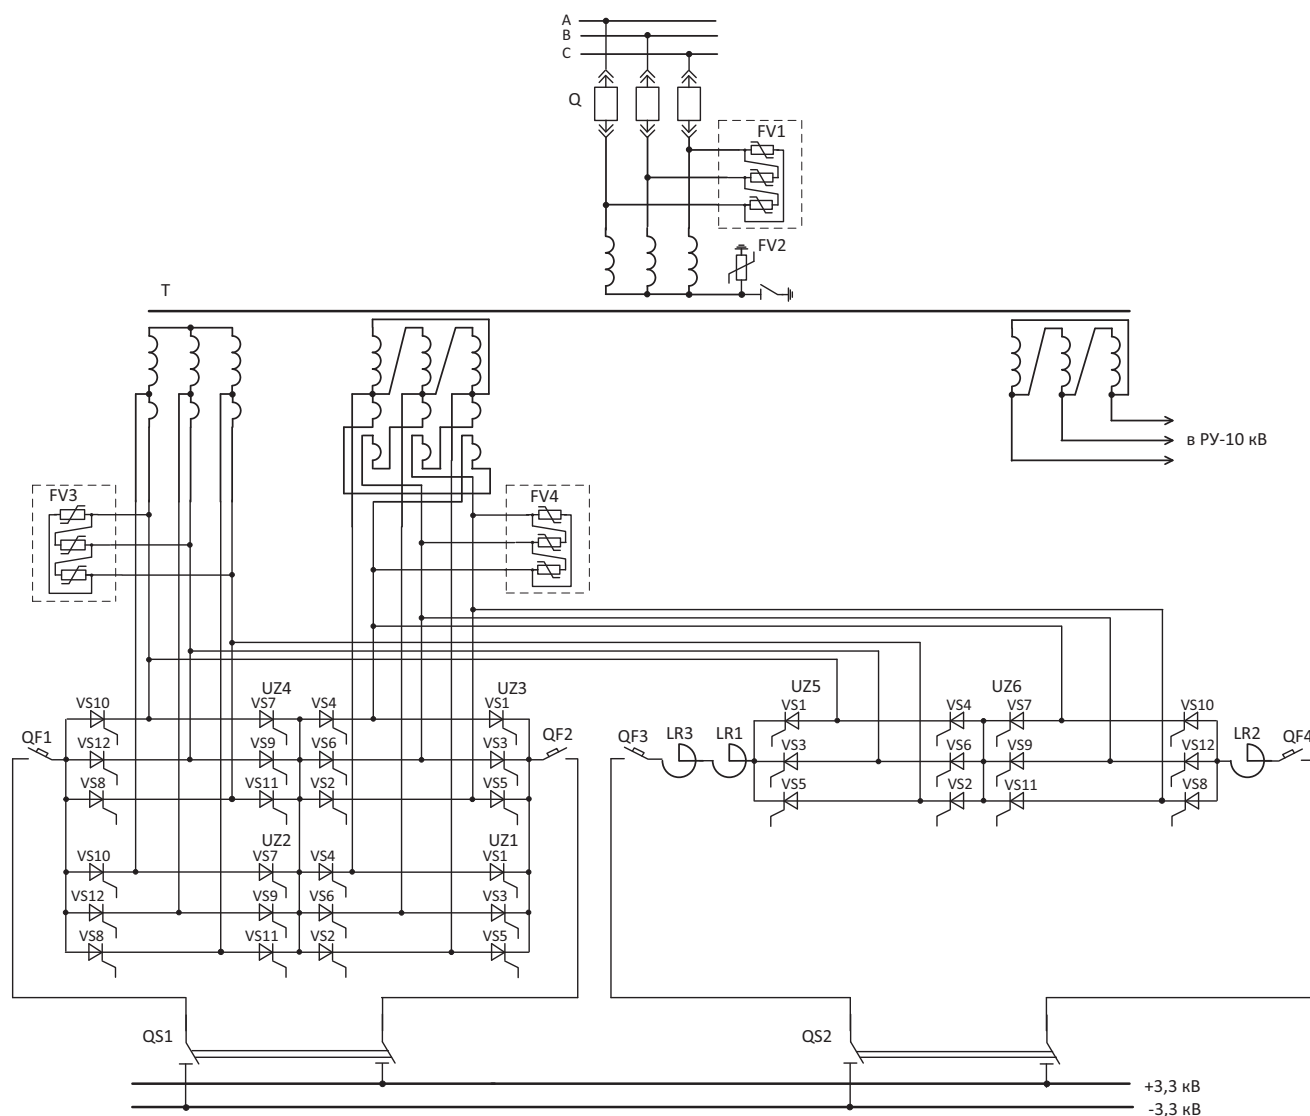 A
B
C
Q
FV1
FV2
T
в РУ-10 кВ
FV3
FV4
UZ4 UZ3 UZ5 UZ6
VS10 VS7 VS4 VS1 VS1 VS4 VS7 VS10
QF1 QF2 QF3 LR3 LR1 LR2 QF4
VS12 VS9 VS6 VS3 VS3 VS6 VS9 VS12
VS8 VS11 VS2 VS5 VS5 VS2 VS11 VS8
UZ2 UZ1
VS10 VS7 VS4 VS1
VS12 VS9 VS6 VS3
VS8 VS11 VS2 VS5
QS1 QS2
+3,3 кВ
-3,3 кВ